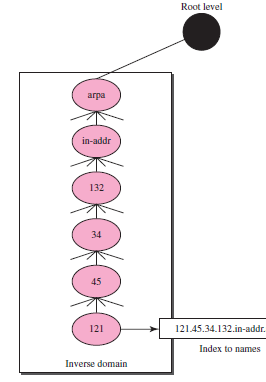 Root level
arpa
in-addr
132
34
45
121
121.45.34.132.in-addr.
Index to names
Inverse domain